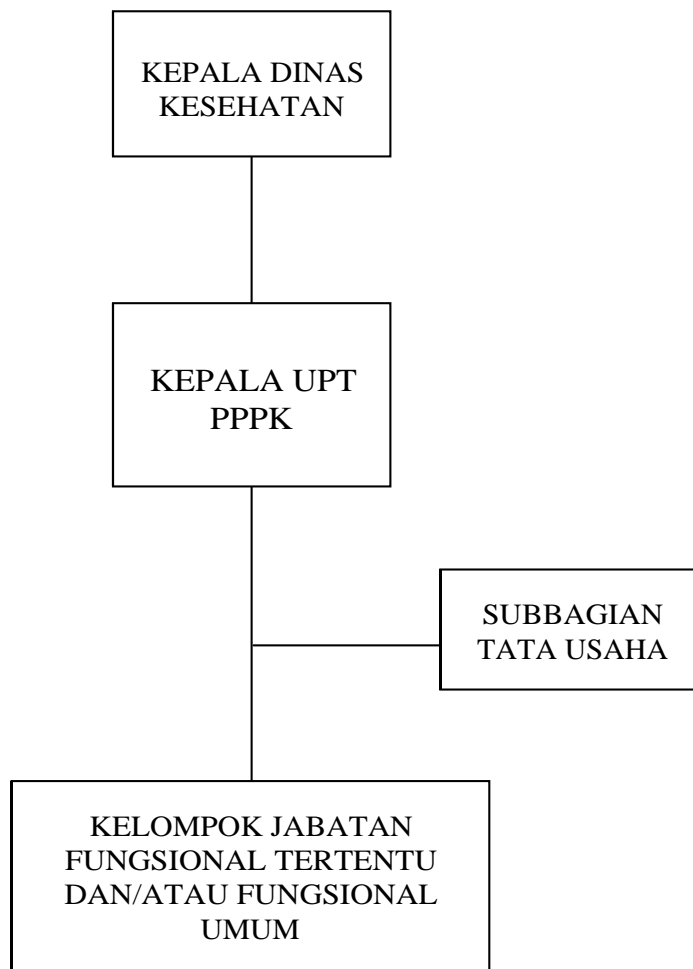 KEPALA DINAS
KESEHATAN
KEPALA UPT
PPPK
SUBBAGIAN
TATA USAHA
KELOMPOK JABATAN
FUNGSIONAL TERTENTU
DAN/ATAU FUNGSIONAL
UMUM